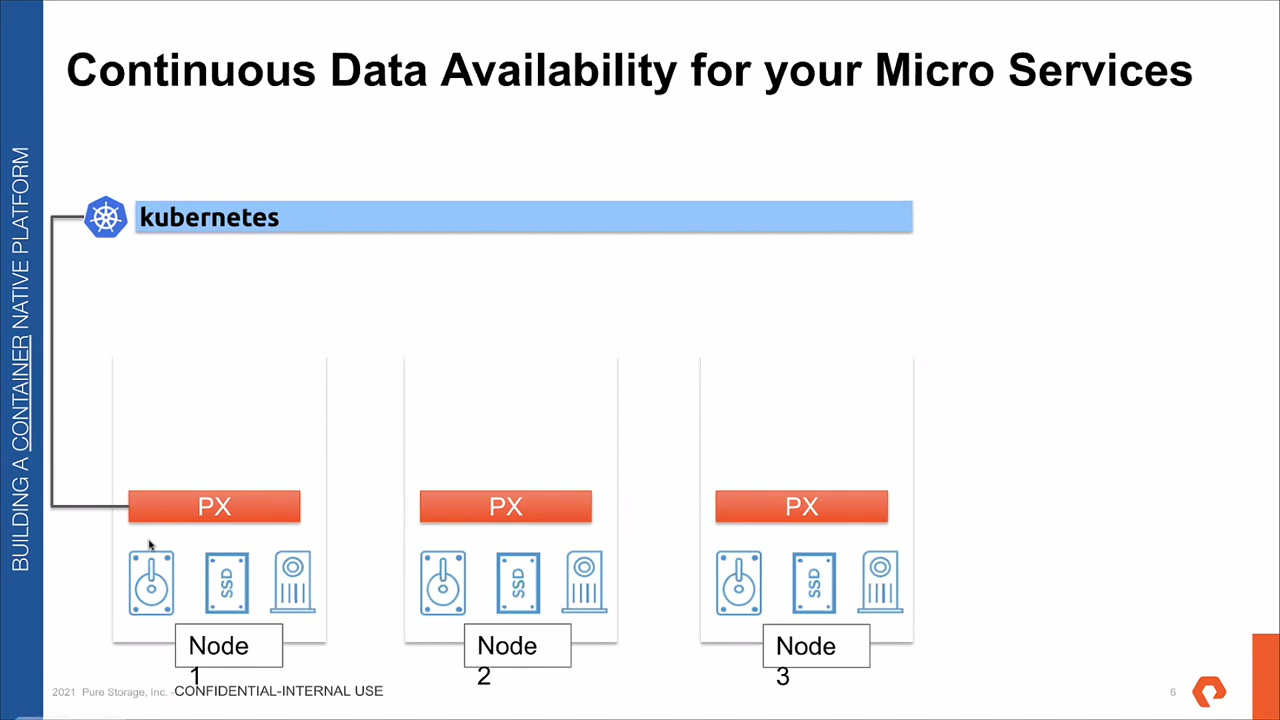 Continuous Data Availability for your Micro Services
BUILDING A CONTAINER NATIVE PLATFORM
kubernetes
PX
PX
PX
SSD
SSD
SSD
Node
1
Node
2
Node
3
2021 Pure Storage, Inc. -CONFIDENTIAL-INTERNAL USE
6